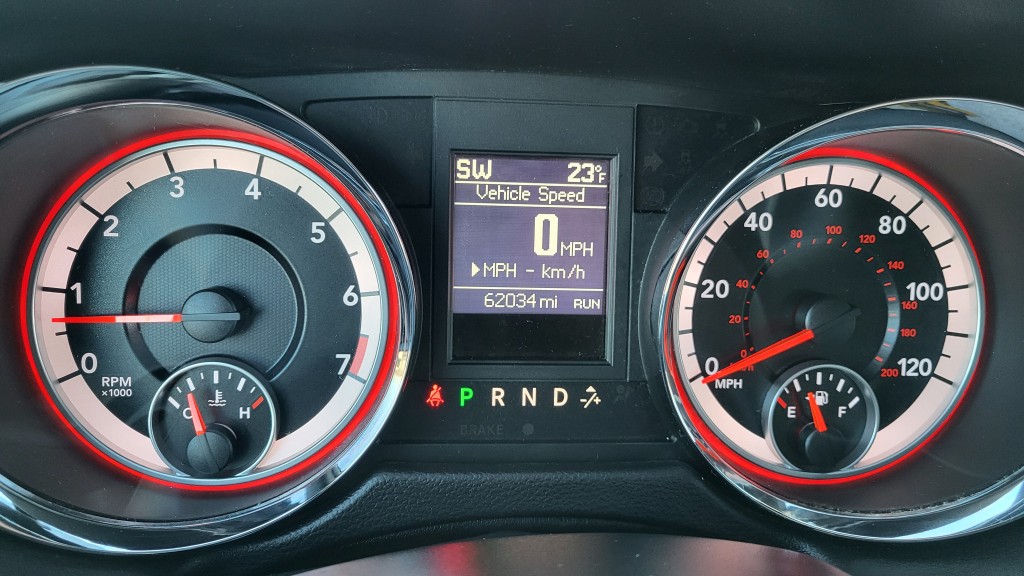 0
1
2
3
4
5
6
7
RPM
×1000
C H
SW 23°F
Vehicle Speed
0 MPH
MPH - km/h
62034 mi RUN
P R N D -/+
BRAKE
0
20
40
60
80
100
120
MPH
0
20
40
60
80
100
120
140
160
180
200
E F